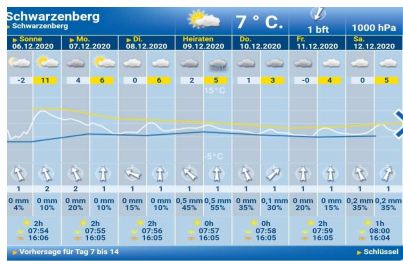 Schwarzenberg
▸ Schwarzenberg
7 ° C.
1 bft
1000 hPa
▸ Sonne ▸ Mo. ▸ Di. Heiraten Do. Fr. Sa.
06.12.2020 07.12.2020 08.12.2020 09.12.2020 10.12.2020 11.12.2020 12.12.2020
-2 11 4 6 0 6 2 5 1 3 -0 4 0 5
15°C
-5°C
1 2 2 1 1 1 1 1 1 1 1 1 1 1
0 mm 0 mm 0 mm 0 mm 0 mm 0 mm 0,5 mm 0,5 mm 0 mm 0,1 mm 0 mm 0 mm 0,2 mm 0,2 mm
4% 10% 20% 10% 15% 10% 45% 55% 35% 30% 20% 15% 35% 35%
2h 2h 2h 0h 0h 2h 1h
07:54 07:55 07:56 07:57 07:58 07:59 08:00
16:06 16:05 16:05 16:05 16:05 16:05 16:04
▸ Vorhersage für Tag 7 bis 14
▸ Schlüssel